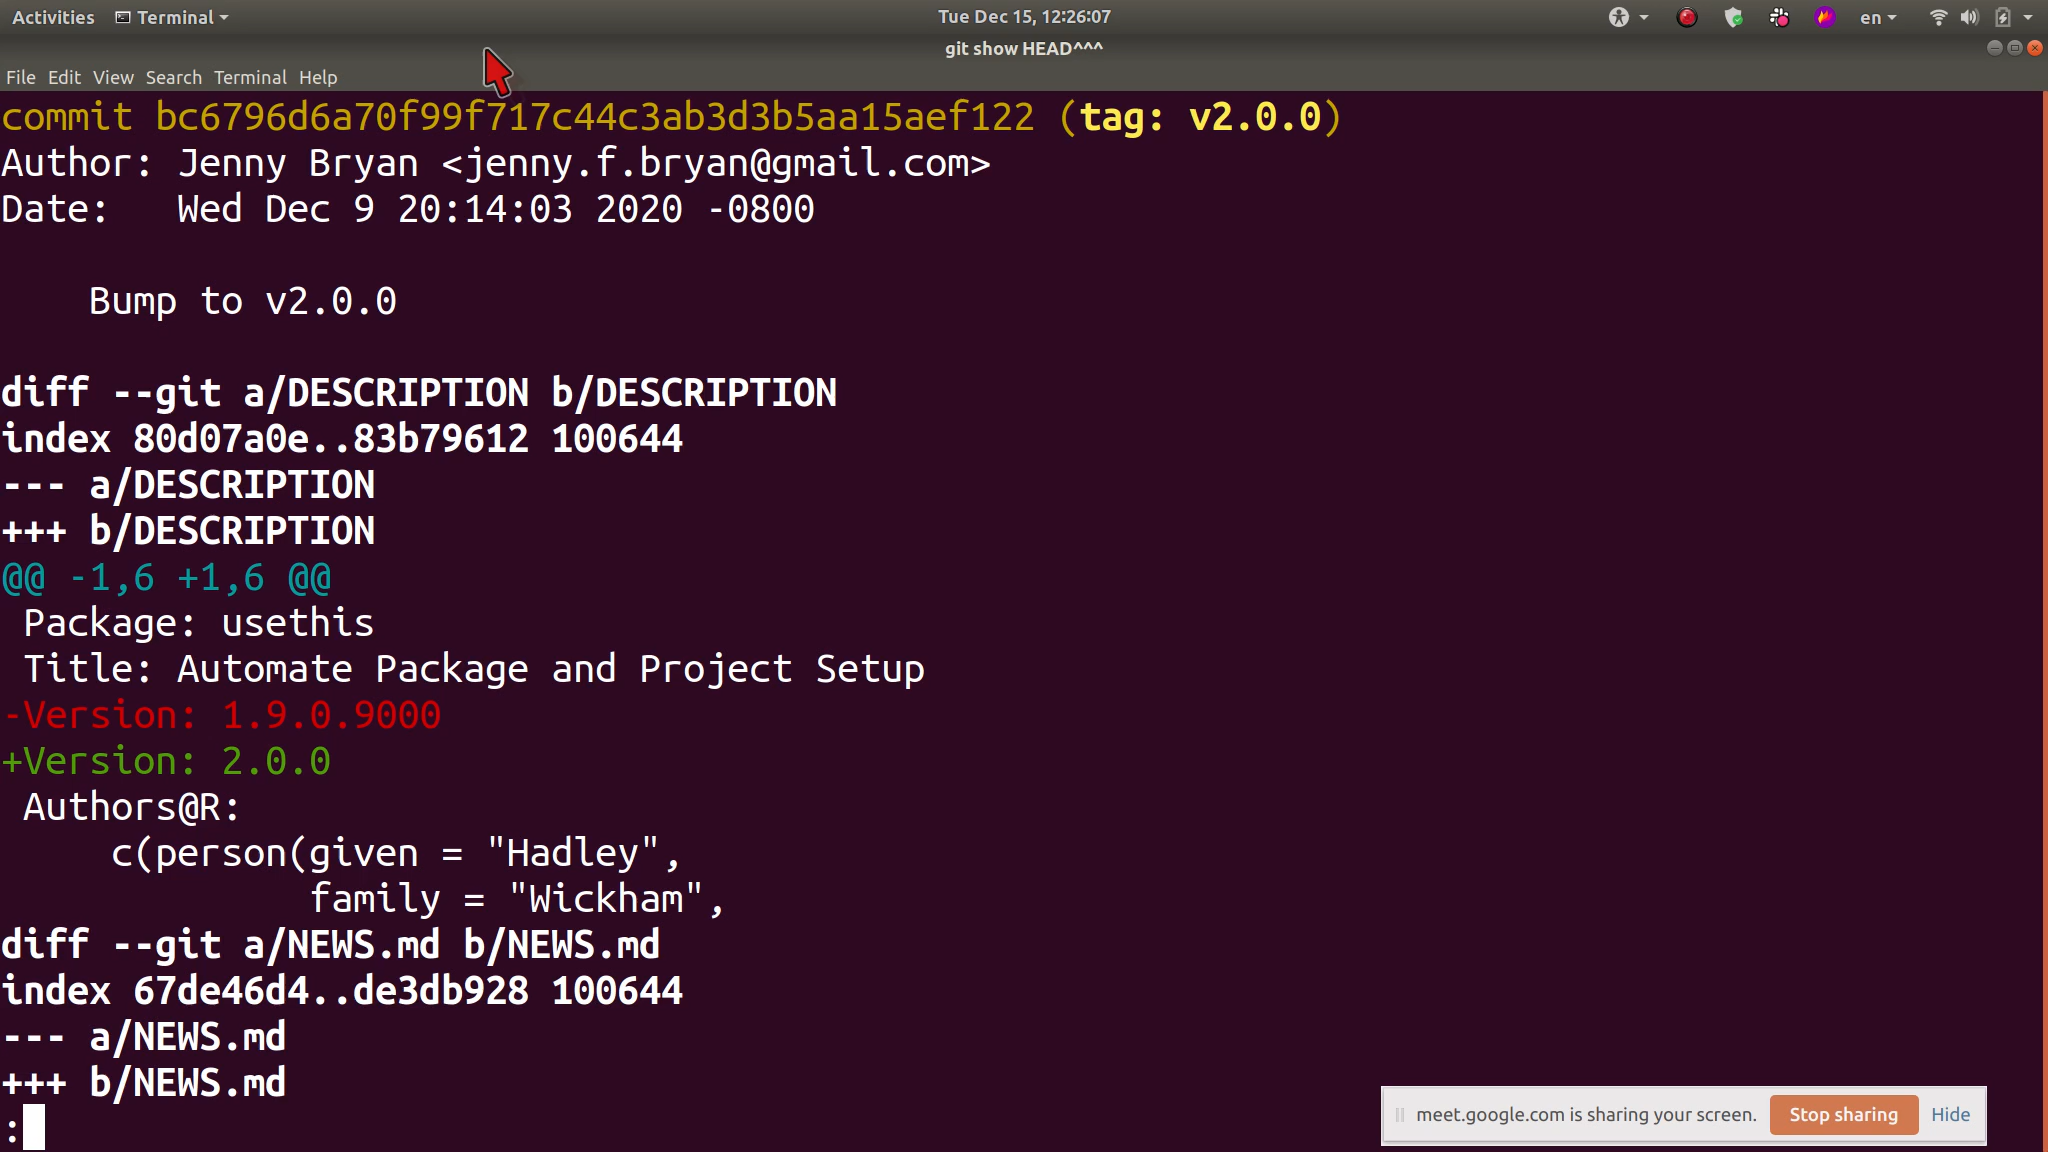 Activities Terminal Tue Dec 15, 12:26:07 en
git show HEAD^^^
File Edit View Search Terminal Help
commit bc6796d6a70f99f717c44c3ab3d3b5aa15aef122 (tag: v2.0.0)
Author: Jenny Bryan <jenny.f.bryan@gmail.com>
Date:   Wed Dec 9 20:14:03 2020 -0800
    Bump to v2.0.0
diff --git a/DESCRIPTION b/DESCRIPTION
index 80d07a0e..83b79612 100644
--- a/DESCRIPTION
+++ b/DESCRIPTION
@@ -1,6 +1,6 @@
 Package: usethis
 Title: Automate Package and Project Setup
-Version: 1.9.0.9000
+Version: 2.0.0
 Authors@R:
     c(person(given = "Hadley",
              family = "Wickham",
diff --git a/NEWS.md b/NEWS.md
index 67de46d4..de3db928 100644
--- a/NEWS.md
+++ b/NEWS.md
:
meet.google.com is sharing your screen. Stop sharing Hide